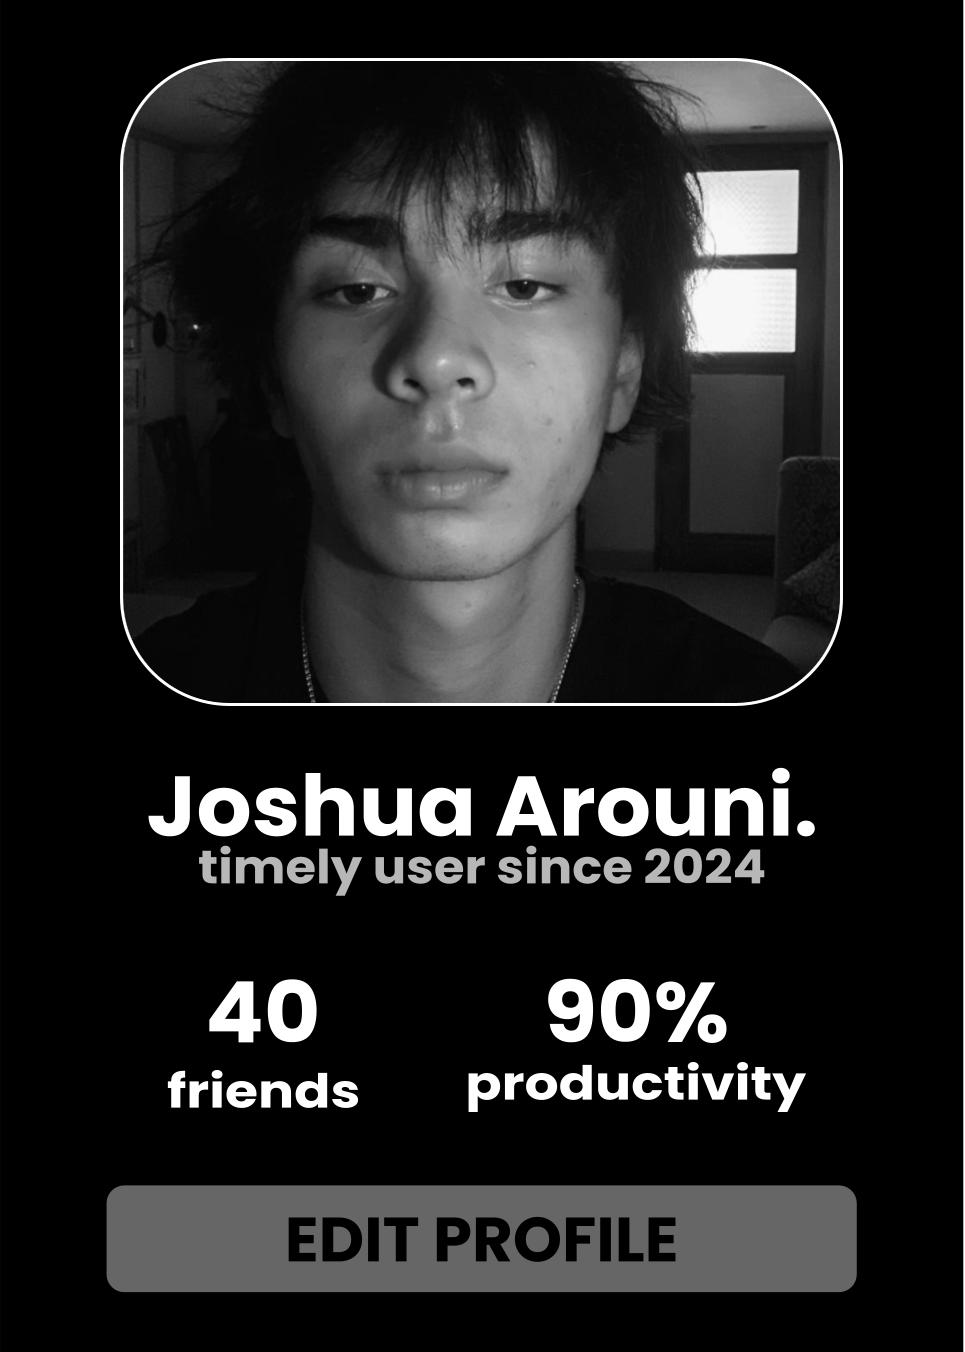 Joshua Arouni.
timely user since 2024
40 90%
friends productivity
EDIT PROFILE